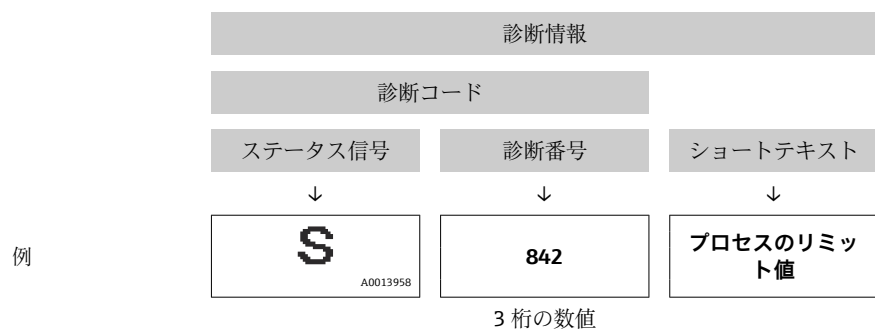 診断情報
診断コード
ステータス信号 診断番号 ショートテキスト
↓ ↓ ↓
例 S 842 プロセスのリミッ
ト値
A0013958
3 桁の数値